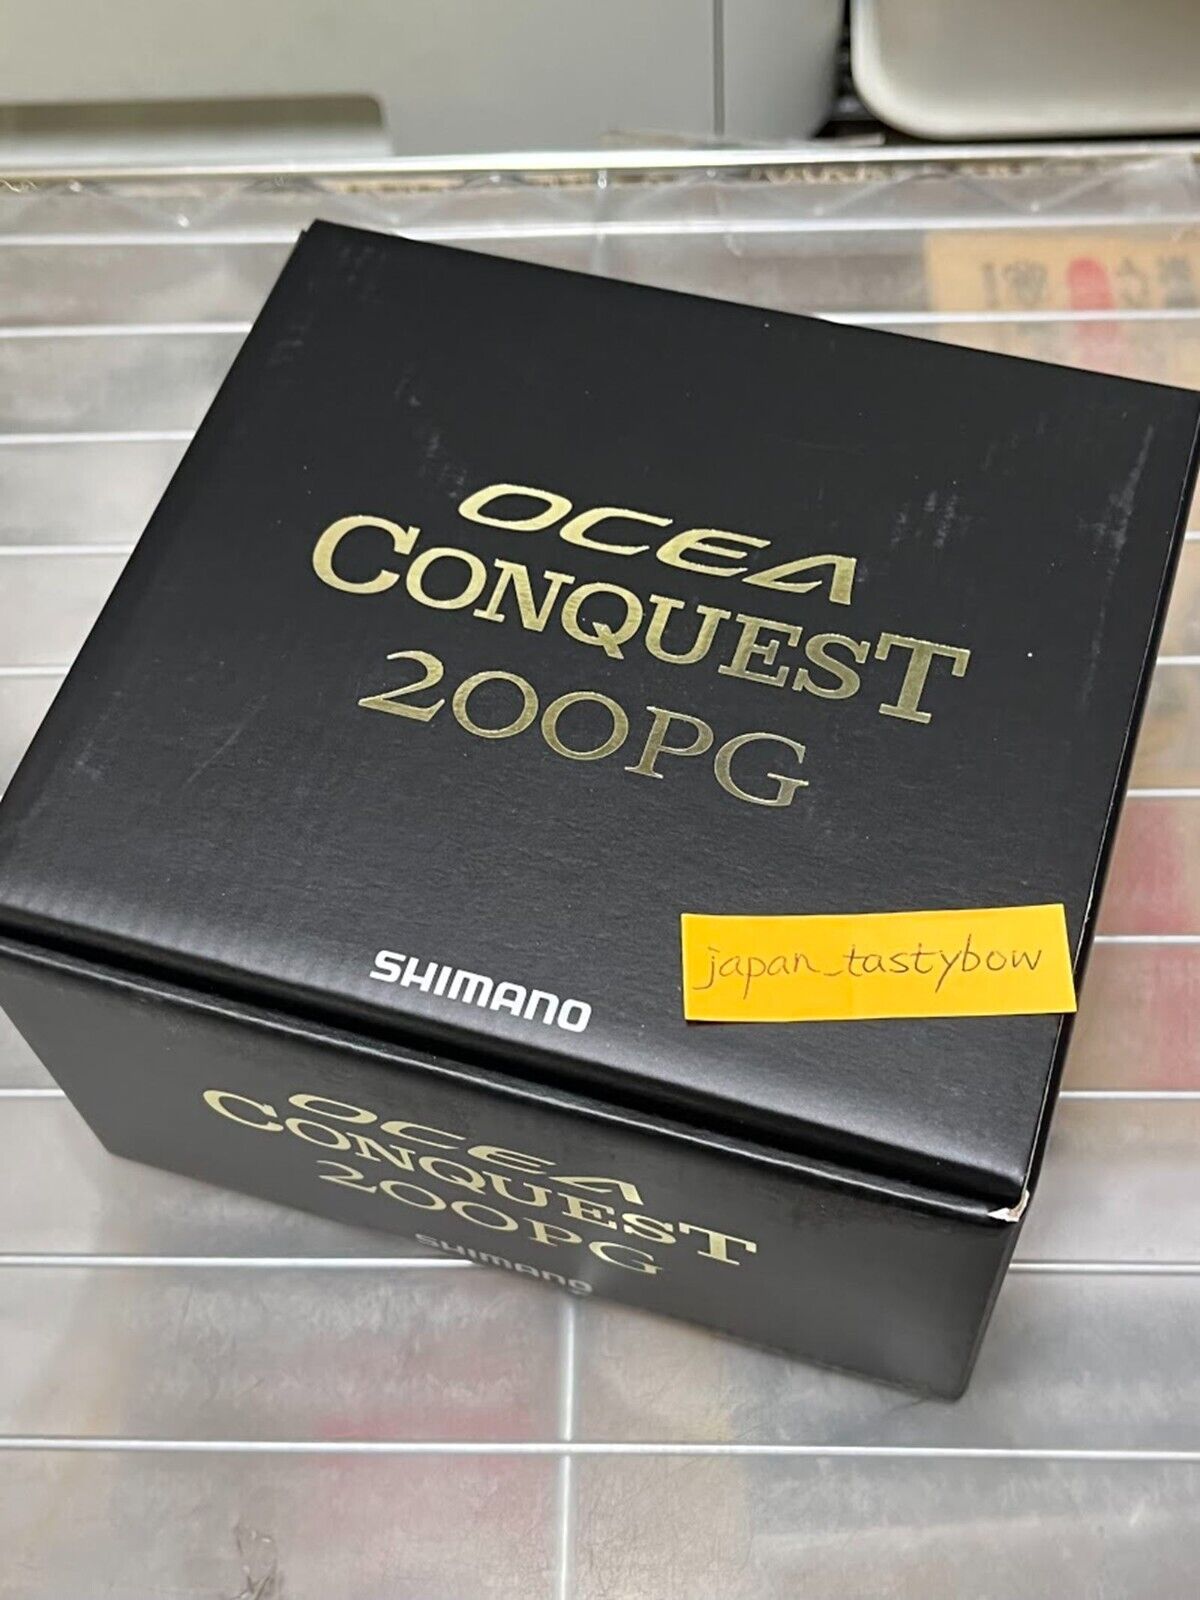 OCEA
CONQUEST
200PG
SHIMANO
japan_tastybow
OCEA
CONQUEST
200PG
SHIMANO